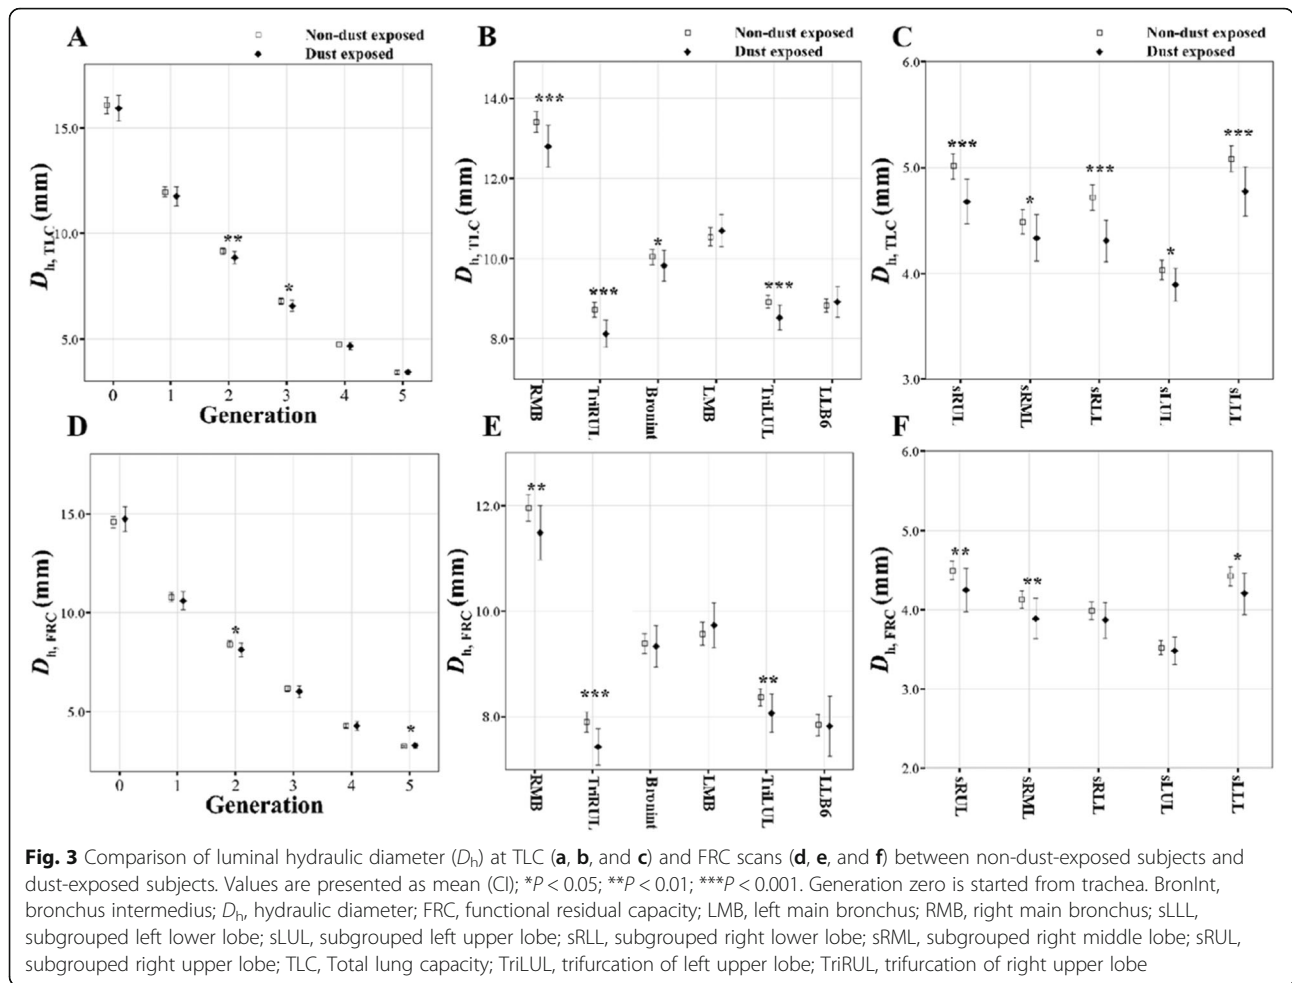 A
Non-dust exposed
Dust exposed
Dh, TLC (mm)
15.0
10.0
5.0
**
*
0 1 2 3 4 5
Generation
B
Non-dust exposed
Dust exposed
Dh, TLC (mm)
14.0
12.0
10.0
8.0
***
***
*
***
RMB TriRUL Bronint LMB TriLUL LLB6
C
Non-dust exposed
Dust exposed
Dh, TLC (mm)
6.0
5.0
4.0
3.0
***
*
***
*
***
sRUL sRML sRLL sLUL sLLL
D
Dh, FRC (mm)
15.0
10.0
5.0
*
*
0 1 2 3 4 5
Generation
E
Dh, FRC (mm)
12.0
10.0
8.0
**
***
**
RMB TriRUL Bronint LMB TriLUL LLB6
F
Dh, FRC (mm)
6.0
5.0
4.0
3.0
2.0
**
**
*
sRUL sRML sRLL sLUL sLLL
Fig. 3 Comparison of luminal hydraulic diameter (Dh) at TLC (a, b, and c) and FRC scans (d, e, and f) between non-dust-exposed subjects and
dust-exposed subjects. Values are presented as mean (CI); *P < 0.05; **P < 0.01; ***P < 0.001. Generation zero is started from trachea. BronInt,
bronchus intermedius; Dh, hydraulic diameter; FRC, functional residual capacity; LMB, left main bronchus; RMB, right main bronchus; sLLL,
subgrouped left lower lobe; sLUL, subgrouped left upper lobe; sRLL, subgrouped right lower lobe; sRML, subgrouped right middle lobe; sRUL,
subgrouped right upper lobe; TLC, Total lung capacity; TriLUL, trifurcation of left upper lobe; TriRUL, trifurcation of right upper lobe